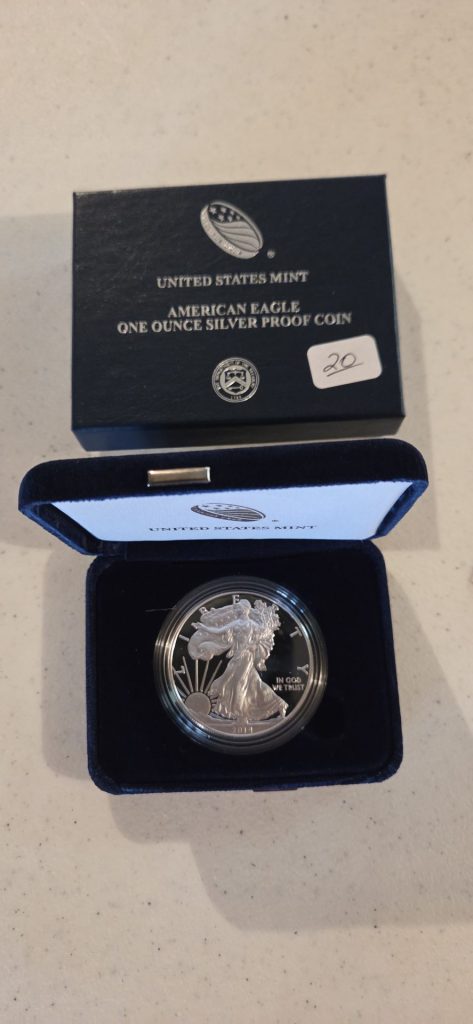 UNITED STATES MINT
AMERICAN EAGLE
ONE OUNCE SILVER PROOF COIN
20
UNITED STATES MINT
LIBERTY
IN GOD
WE TRUST
2014